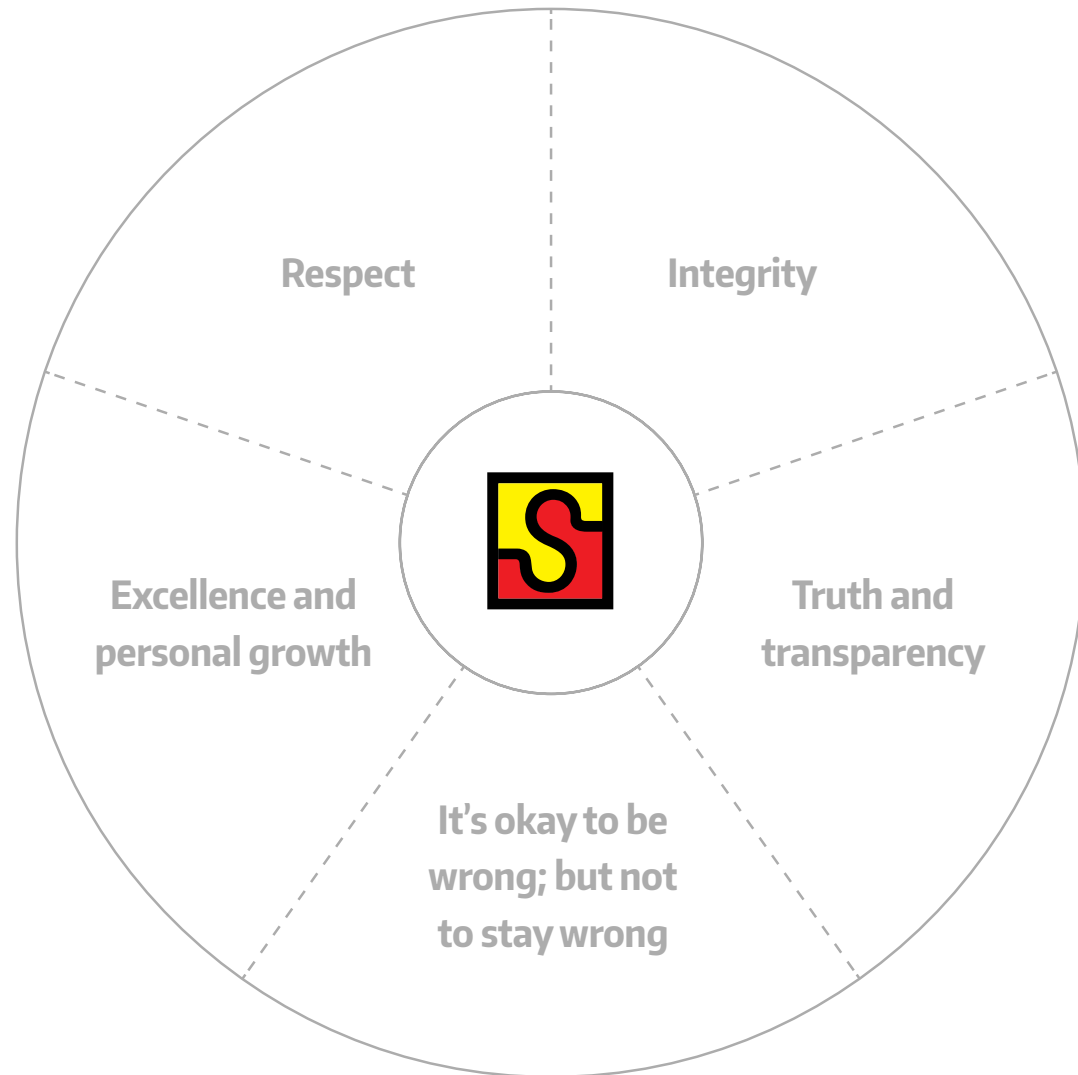 Respect
Integrity
Excellence and
personal growth
Truth and
transparency
It’s okay to be
wrong; but not
to stay wrong
S